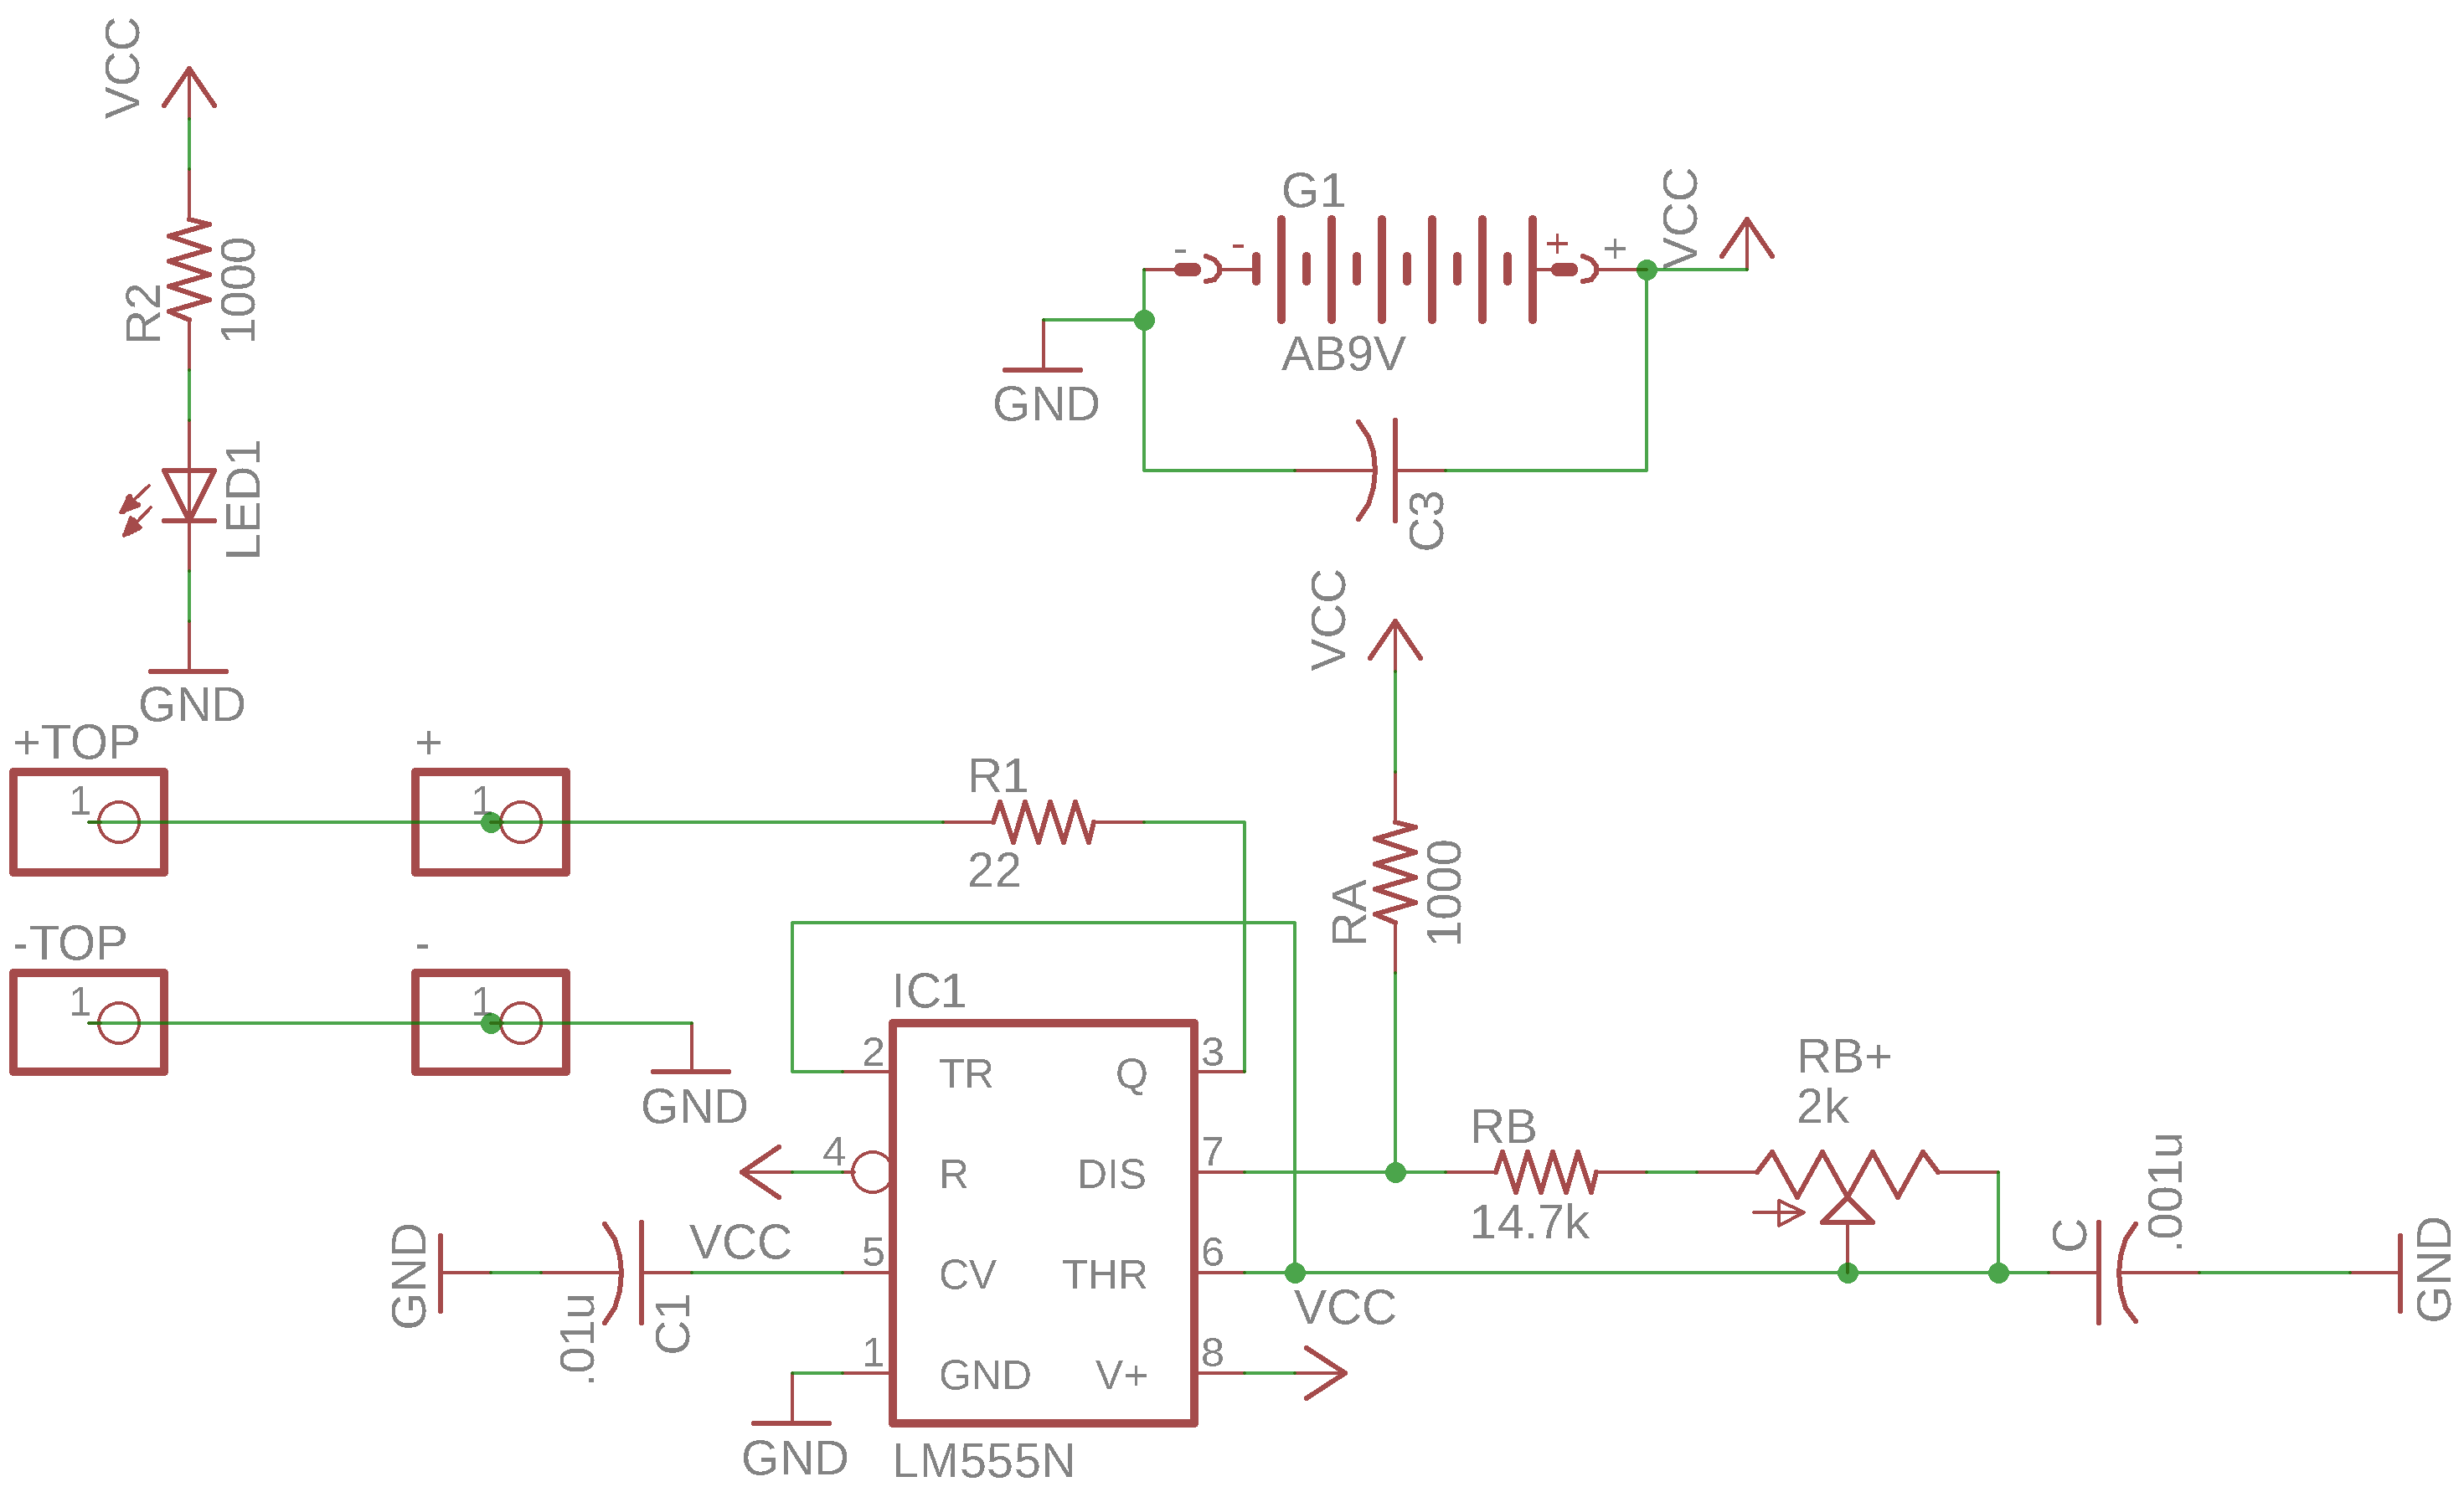 VCC
R2
1000
LED1
GND
G1
- - + +
VCC
AB9V
GND
C3
VCC
RA
1000
+TOP
1
+
1
R1
22
-TOP
1
-
1
GND
IC1
2 TR Q 3
4 R DIS 7
5 CV THR 6
1 GND V+ 8
LM555N
VCC
GND
.01u
C1
GND
VCC
RB
14.7k
RB+
2k
C
.001u
GND